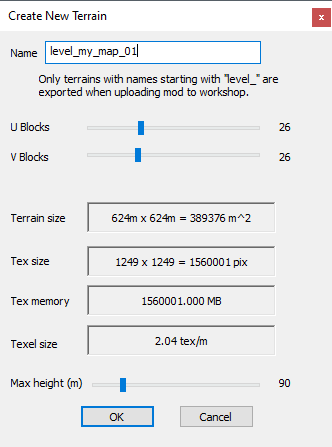 Create New Terrain
x
Name level_my_map_01
Only terrains with names starting with "level_" are
exported when uploading mod to workshop.
U Blocks 26
V Blocks 26
Terrain size 624m x 624m = 389376 m^2
Tex size 1249 x 1249 = 1560001 pix
Tex memory 1560001.000 MB
Texel size 2.04 tex/m
Max height (m) 90
OK Cancel